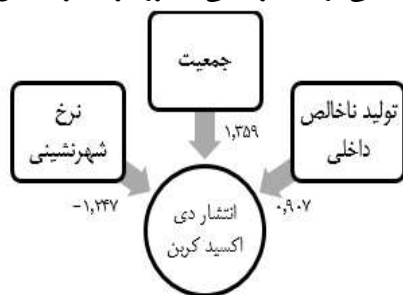 جمعیت
تولید ناخالص
داخلی
نرخ
شهرنشینی
۱,۳۵۹
۰,۹۰۷
-۱,۲۴۷
انتشار دی
اکسید کربن